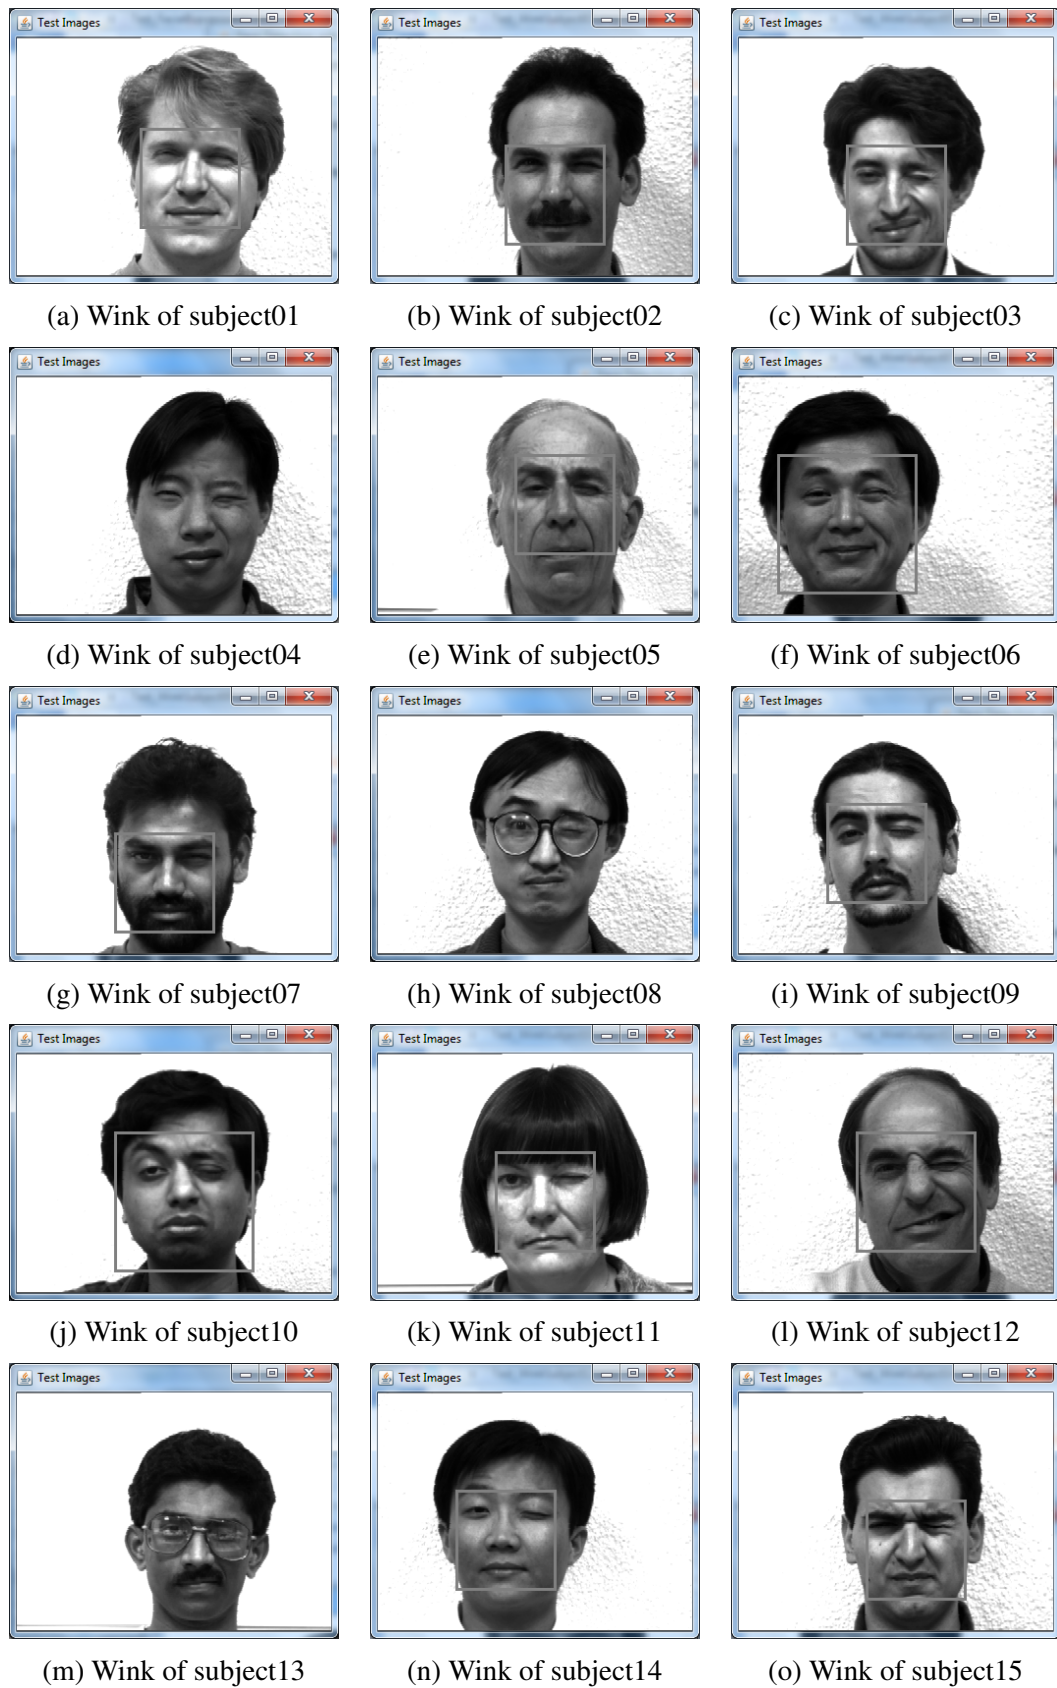 Test Images Test Images Test Images
(a) Wink of subject01 (b) Wink of subject02 (c) Wink of subject03
Test Images Test Images Test Images
(d) Wink of subject04 (e) Wink of subject05 (f) Wink of subject06
Test Images Test Images Test Images
(g) Wink of subject07 (h) Wink of subject08 (i) Wink of subject09
Test Images Test Images Test Images
(j) Wink of subject10 (k) Wink of subject11 (l) Wink of subject12
Test Images Test Images Test Images
(m) Wink of subject13 (n) Wink of subject14 (o) Wink of subject15